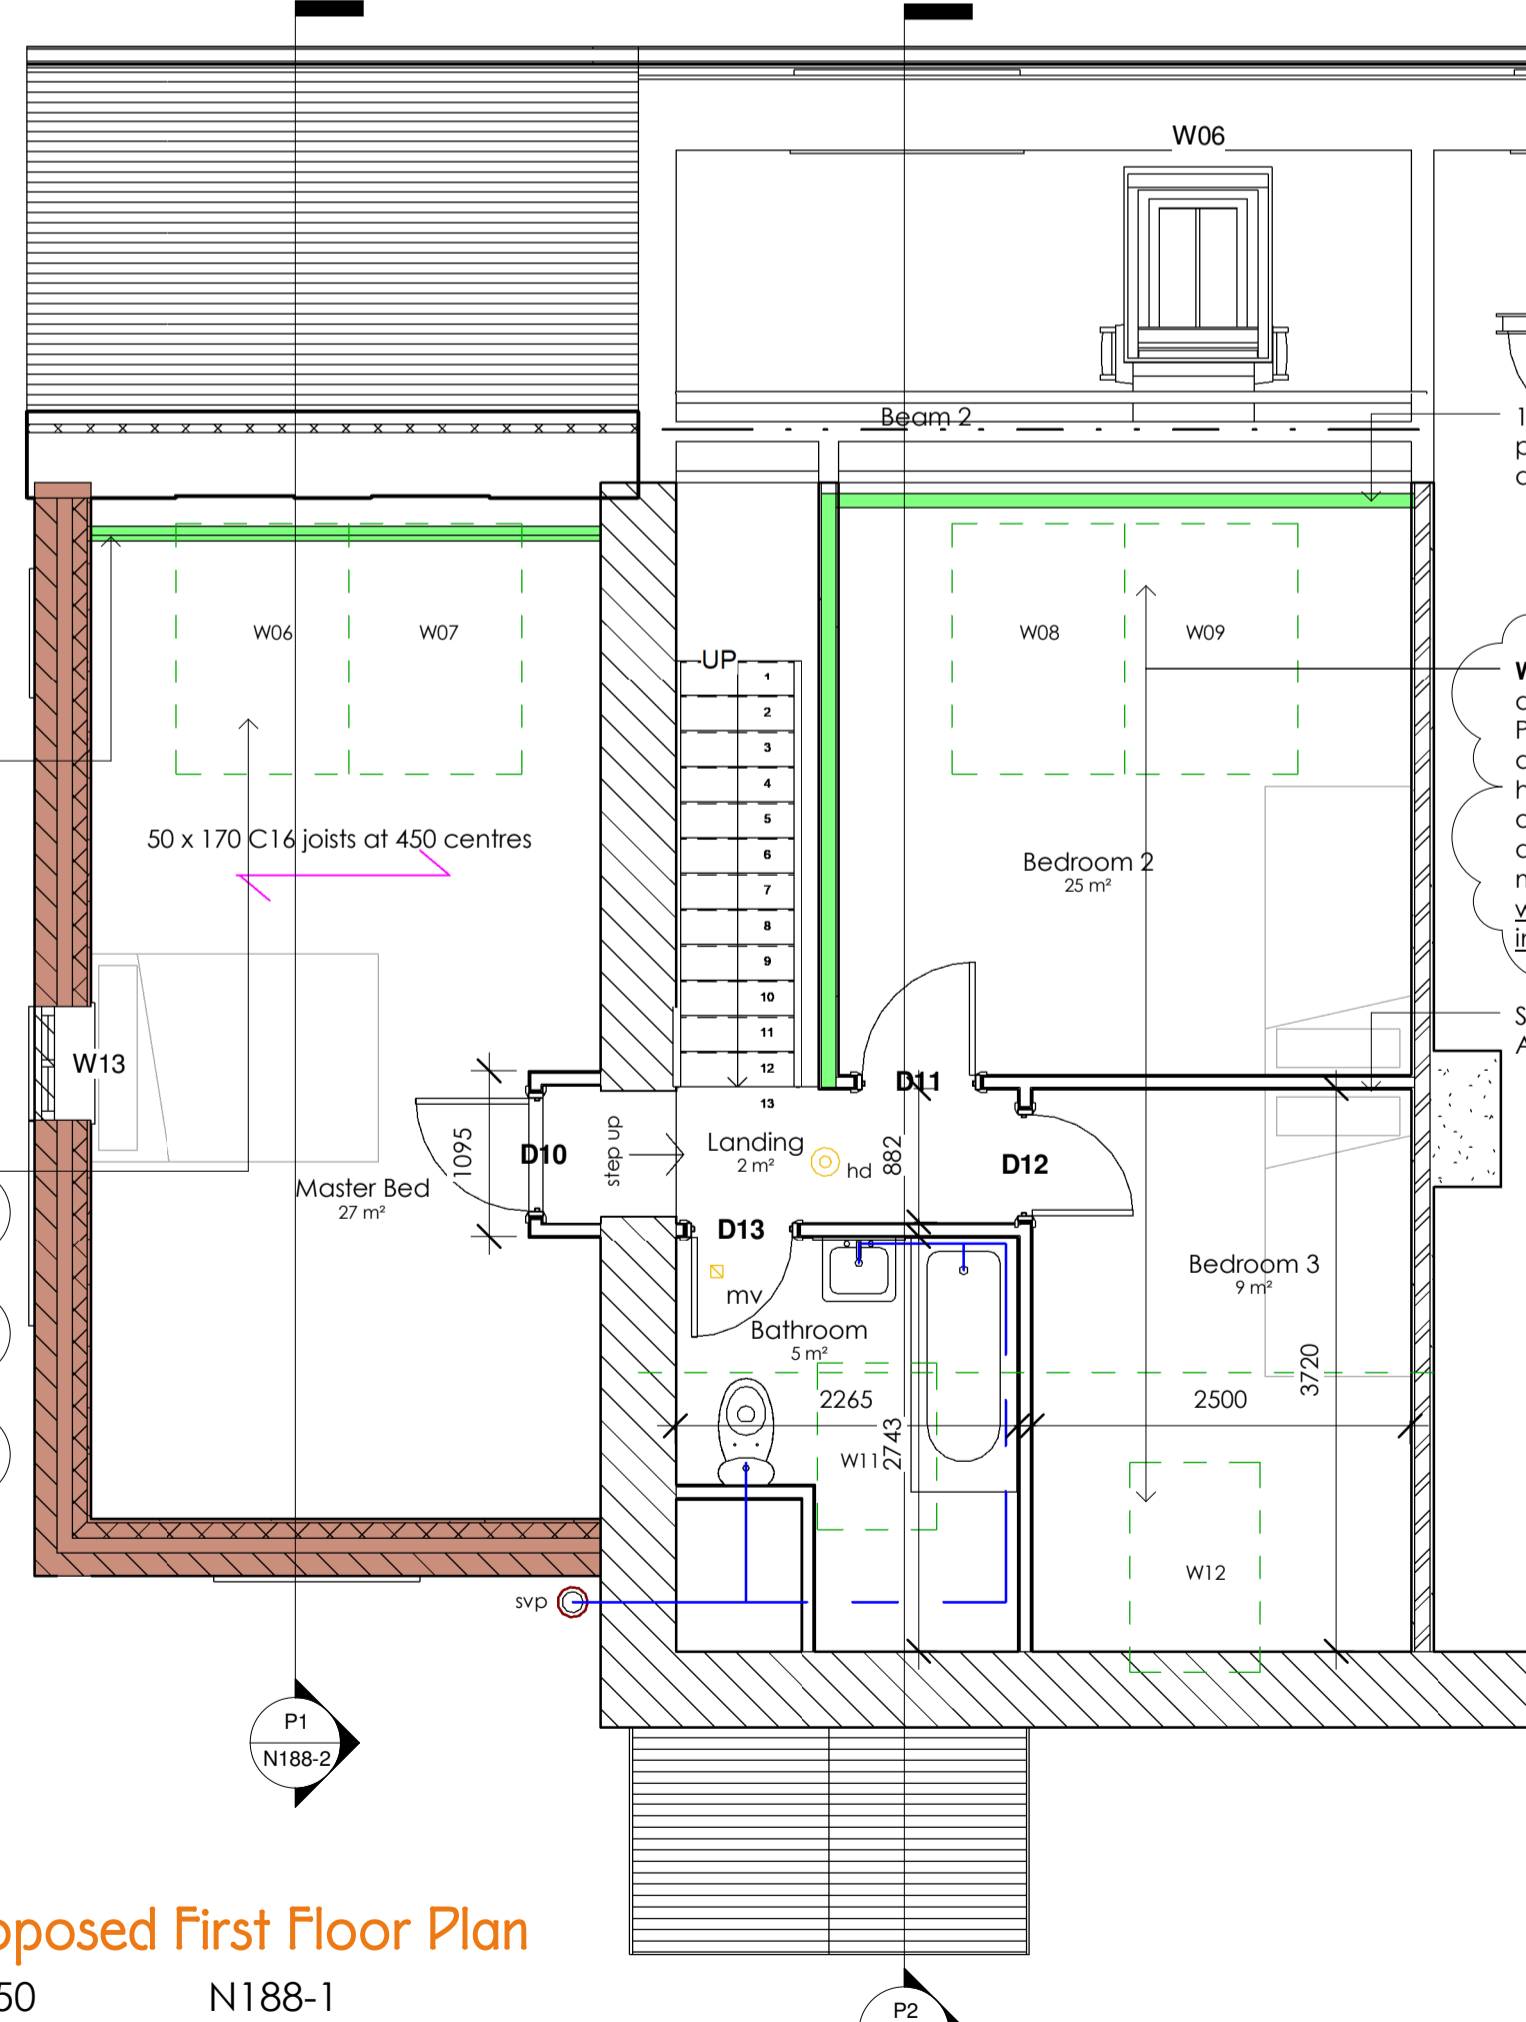 W06
Beam 2
W06
W07
UP
1
2
3
4
5
6
7
8
9
10
11
12
13
W08
W09
50 x 170 C16 joists at 450 centres
Bedroom 2
25 m²
W13
D11
D10
1095
step up
Landing
2 m²
hd
882
D12
Master Bed
27 m²
D13
mv
Bathroom
5 m²
Bedroom 3
9 m²
3720
2265
2743
2500
W11
W12
svp
P1
N188-2
First Floor Plan
50
N188-1
P2